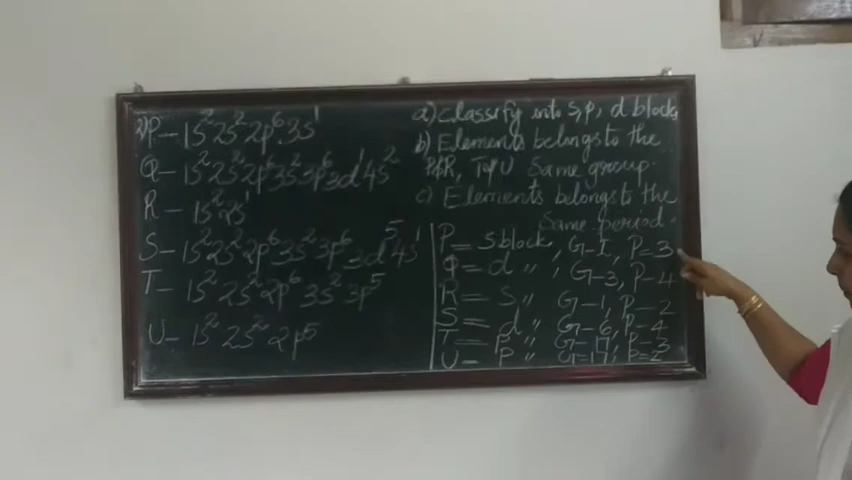 2) P - 1s² 2s² 2p⁶ 3s¹
Q - 1s² 2s² 2p⁶ 3s² 3p⁶ 3d¹ 4s²
R - 1s² 2s¹
S - 1s² 2s² 2p⁶ 3s² 3p⁶ 3d⁵ 4s¹
T - 1s² 2s² 2p⁶ 3s² 3p⁵
U - 1s² 2s² 2p⁵
a) Classify into s, p, d block,
b) Elements belongs to the
P&R, T&U Same group.
c) Elements belongs to the
Same period.
P = s block, G-I, P=3
Q = d ", G-3, P-4
R = s ", G-1, P-2
S = d " G-6, P-4
T = p " G-17, P-3
U - p " G=17, P=2